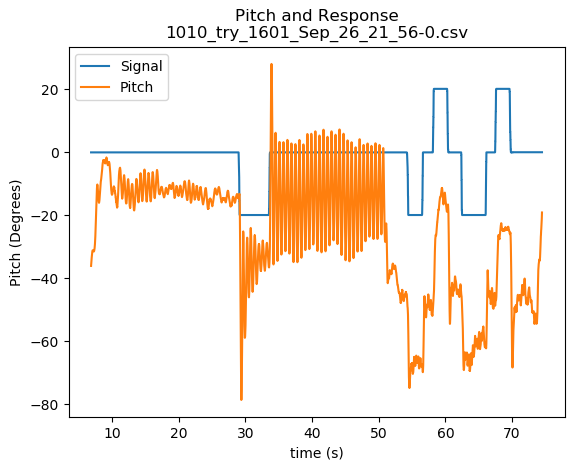 Pitch and Response
1010_try_1601_Sep_26_21_56-0.csv
Signal
Pitch
20
0
−20
−40
−60
−80
Pitch (Degrees)
10
20
30
40
50
60
70
time (s)